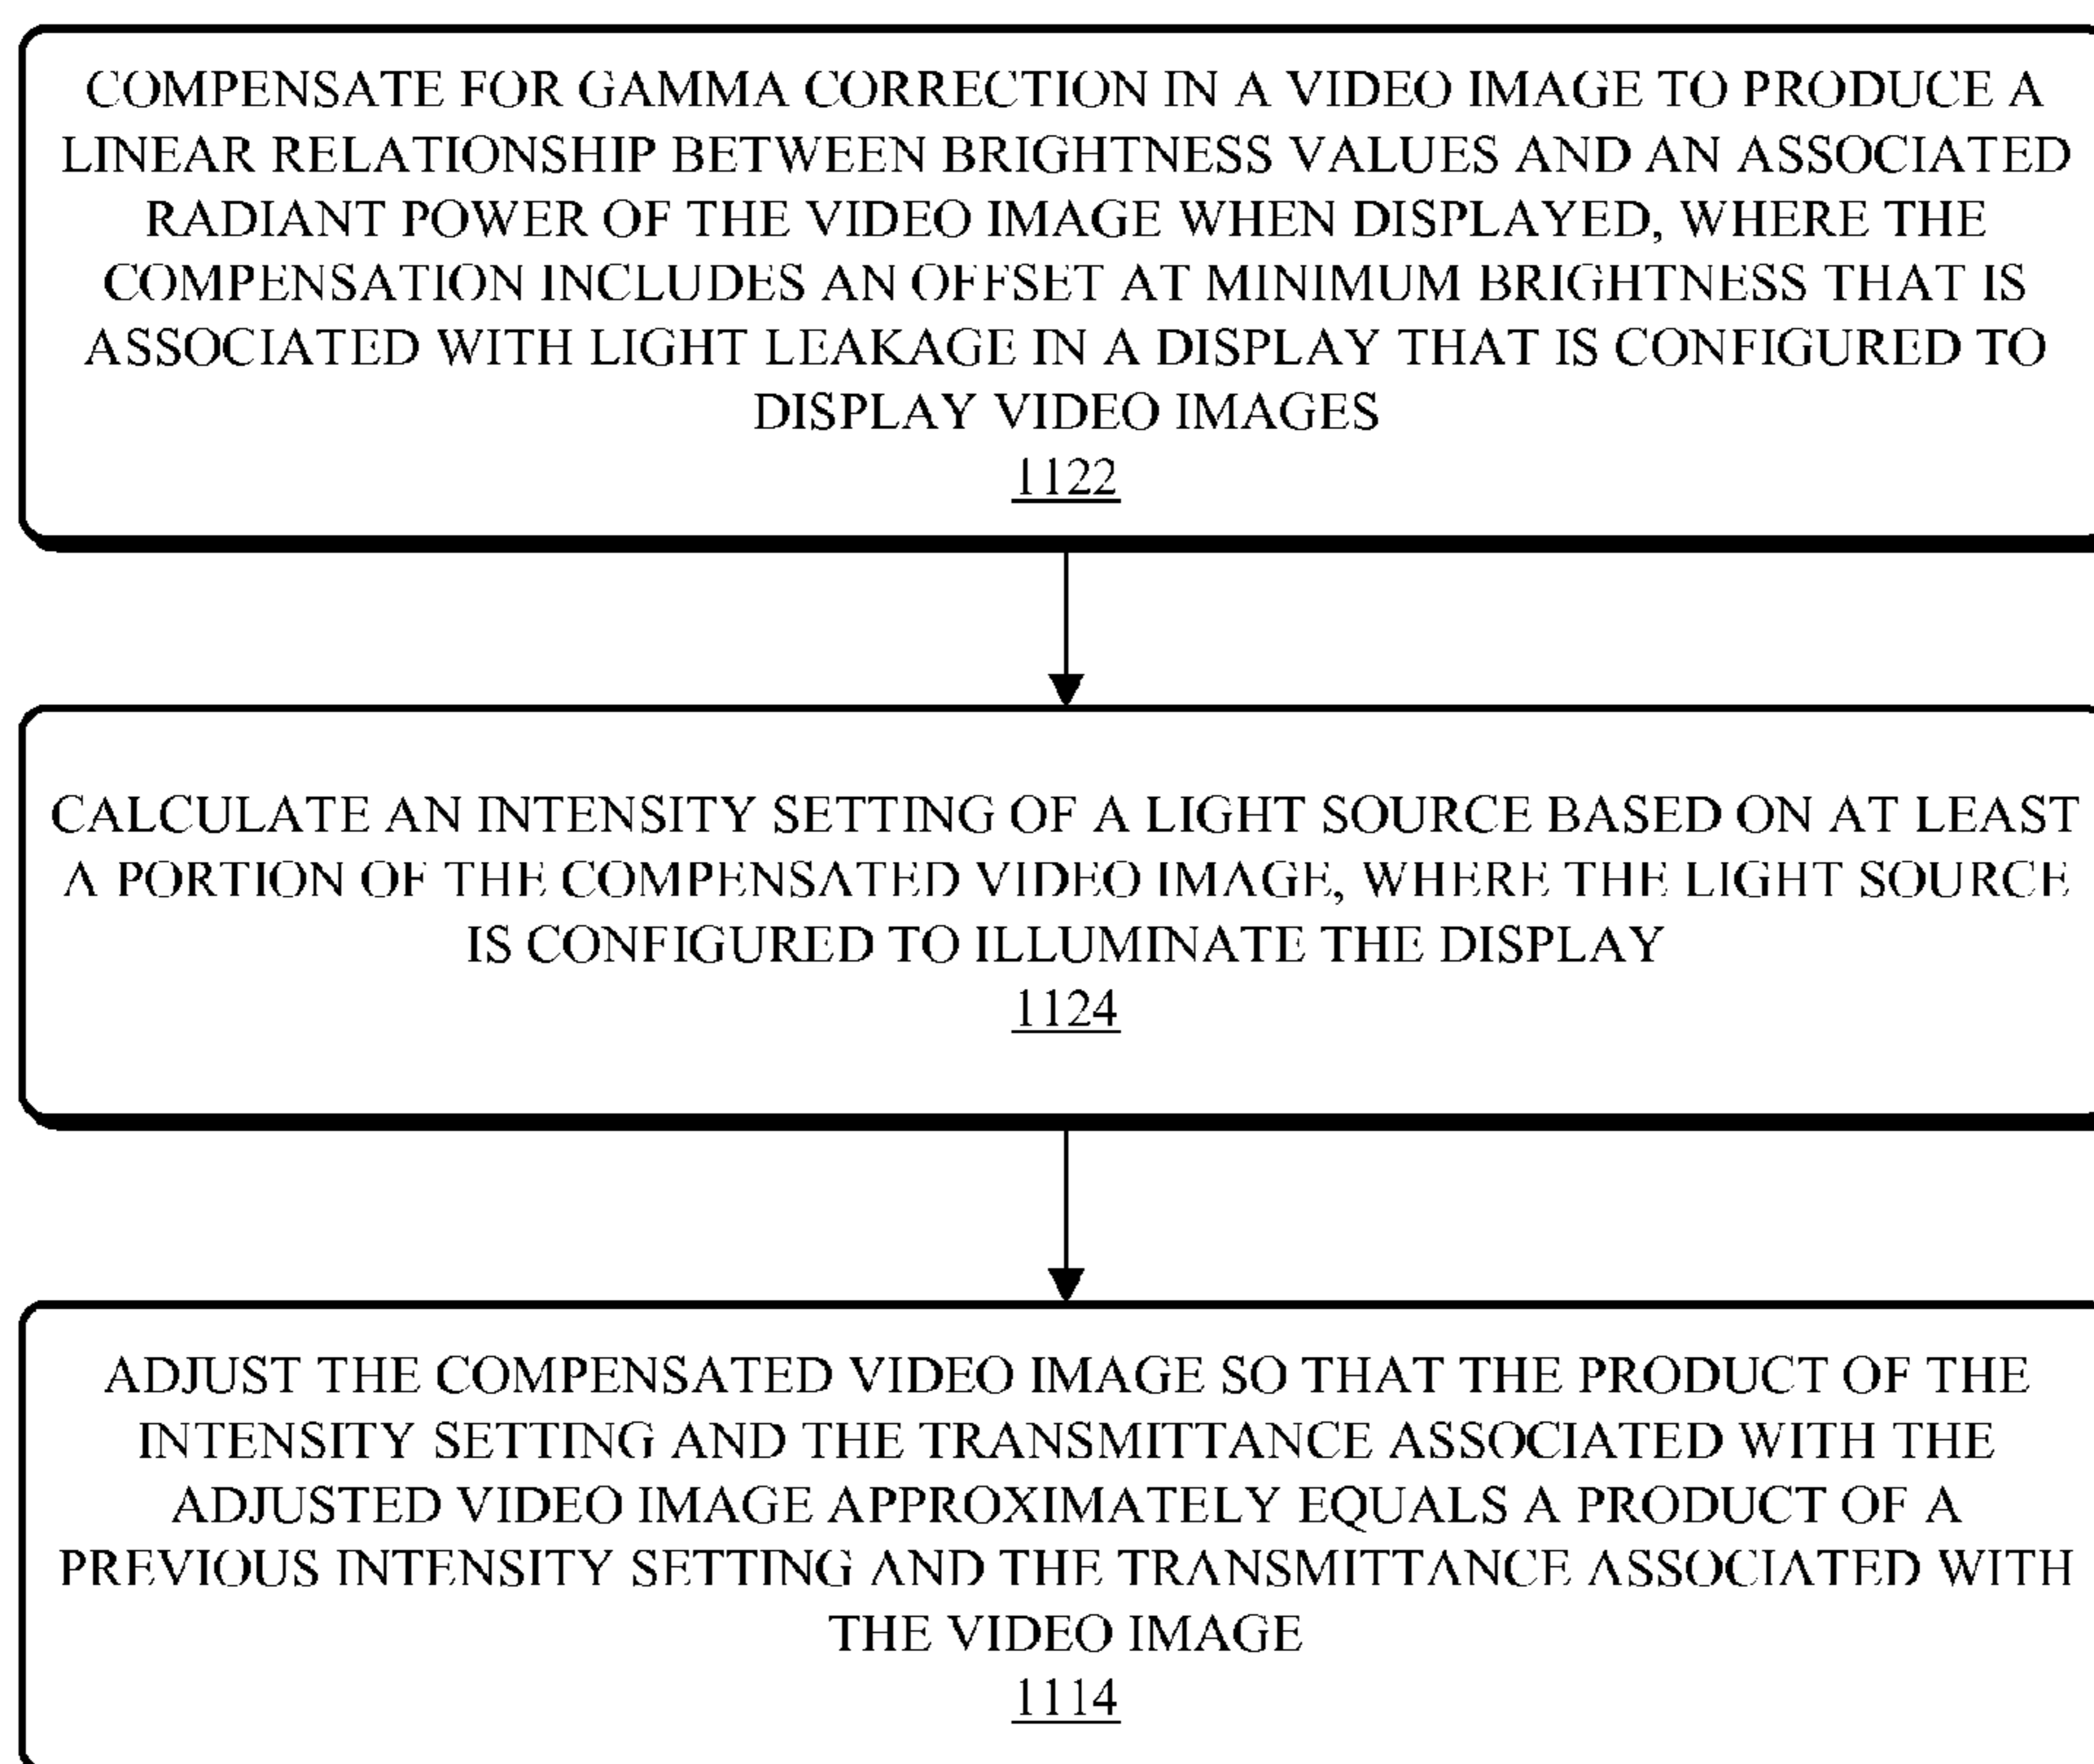 COMPENSATE FOR GAMMA CORRECTION IN A VIDEO IMAGE TO PRODUCE A
LINEAR RELATIONSHIP BETWEEN BRIGHTNESS VALUES AND AN ASSOCIATED
RADIANT POWER OF THE VIDEO IMAGE WHEN DISPLAYED, WHERE THE
COMPENSATION INCLUDES AN OFFSET AT MINIMUM BRIGHTNESS THAT IS
ASSOCIATED WITH LIGHT LEAKAGE IN A DISPLAY THAT IS CONFIGURED TO
DISPLAY VIDEO IMAGES
1122
CALCULATE AN INTENSITY SETTING OF A LIGHT SOURCE BASED ON AT LEAST
A PORTION OF THE COMPENSATED VIDEO IMAGE, WHERE THE LIGHT SOURCE
IS CONFIGURED TO ILLUMINATE THE DISPLAY
1124
ADJUST THE COMPENSATED VIDEO IMAGE SO THAT THE PRODUCT OF THE
INTENSITY SETTING AND THE TRANSMITTANCE ASSOCIATED WITH THE
ADJUSTED VIDEO IMAGE APPROXIMATELY EQUALS A PRODUCT OF A
PREVIOUS INTENSITY SETTING AND THE TRANSMITTANCE ASSOCIATED WITH
THE VIDEO IMAGE
1114